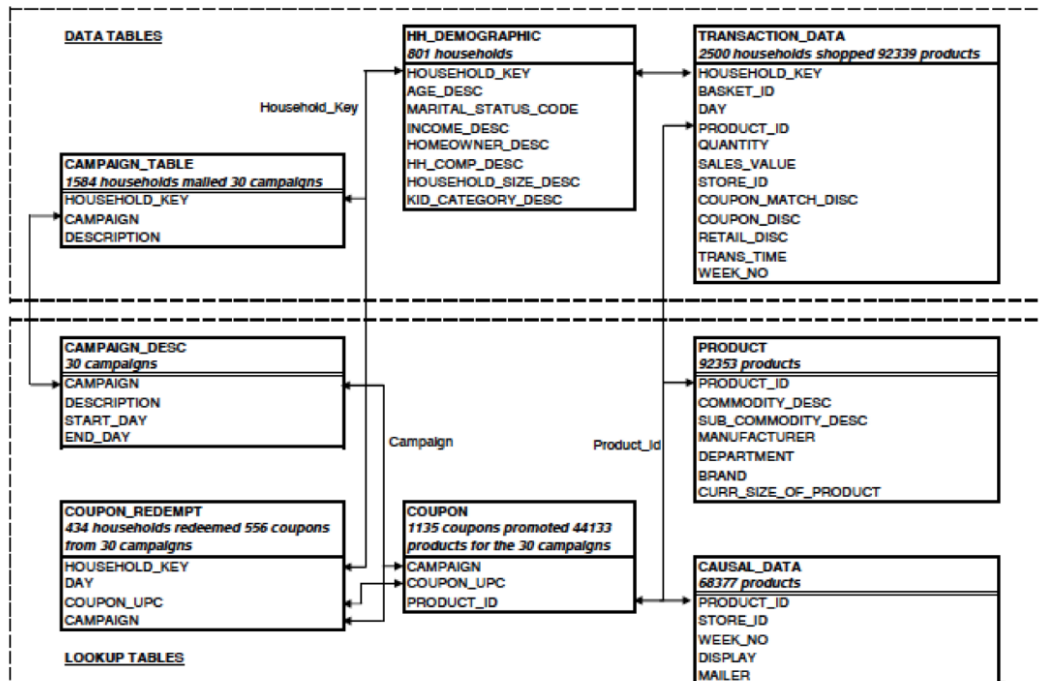 DATA TABLES
HH_DEMOGRAPHIC
801 households
HOUSEHOLD_KEY
AGE_DESC
MARITAL_STATUS_CODE
INCOME_DESC
HOMEOWNER_DESC
HH_COMP_DESC
HOUSEHOLD_SIZE_DESC
KID_CATEGORY_DESC
TRANSACTION_DATA
2500 households shopped 92339 products
HOUSEHOLD_KEY
BASKET_ID
DAY
PRODUCT_ID
QUANTITY
SALES_VALUE
STORE_ID
COUPON_MATCH_DISC
COUPON_DISC
RETAIL_DISC
TRANS_TIME
WEEK_NO
Household_Key
CAMPAIGN_TABLE
1584 households mailed 30 campaigns
HOUSEHOLD_KEY
CAMPAIGN
DESCRIPTION
CAMPAIGN_DESC
30 campaigns
CAMPAIGN
DESCRIPTION
START_DAY
END_DAY
Campaign
Product_Id
PRODUCT
92353 products
PRODUCT_ID
COMMODITY_DESC
SUB_COMMODITY_DESC
MANUFACTURER
DEPARTMENT
BRAND
CURR_SIZE_OF_PRODUCT
COUPON_REDEMPT
434 households redeemed 556 coupons
from 30 campaigns
HOUSEHOLD_KEY
DAY
COUPON_UPC
CAMPAIGN
COUPON
1135 coupons promoted 44133
products for the 30 campaigns
CAMPAIGN
COUPON_UPC
PRODUCT_ID
CAUSAL_DATA
68377 products
PRODUCT_ID
STORE_ID
WEEK_NO
DISPLAY
MAILER
LOOKUP TABLES